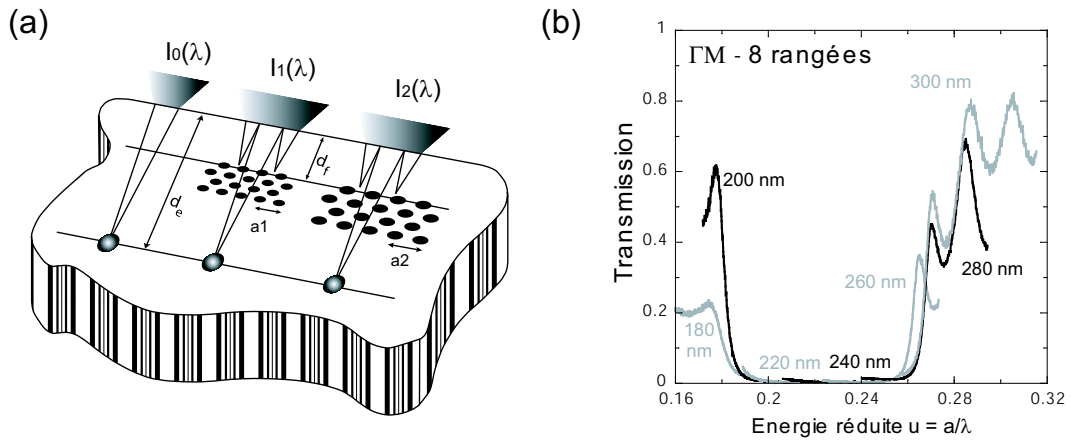 (a)
I0(λ)
I1(λ)
I2(λ)
de
df
a1
a2
(b)
Transmission
1
0.8
0.6
0.4
0.2
0
ΓM - 8 rangées
300 nm
200 nm
280 nm
260 nm
180
nm
220 nm
240 nm
0.16
0.2
0.24
0.28
0.32
Energie réduite u = a/λ